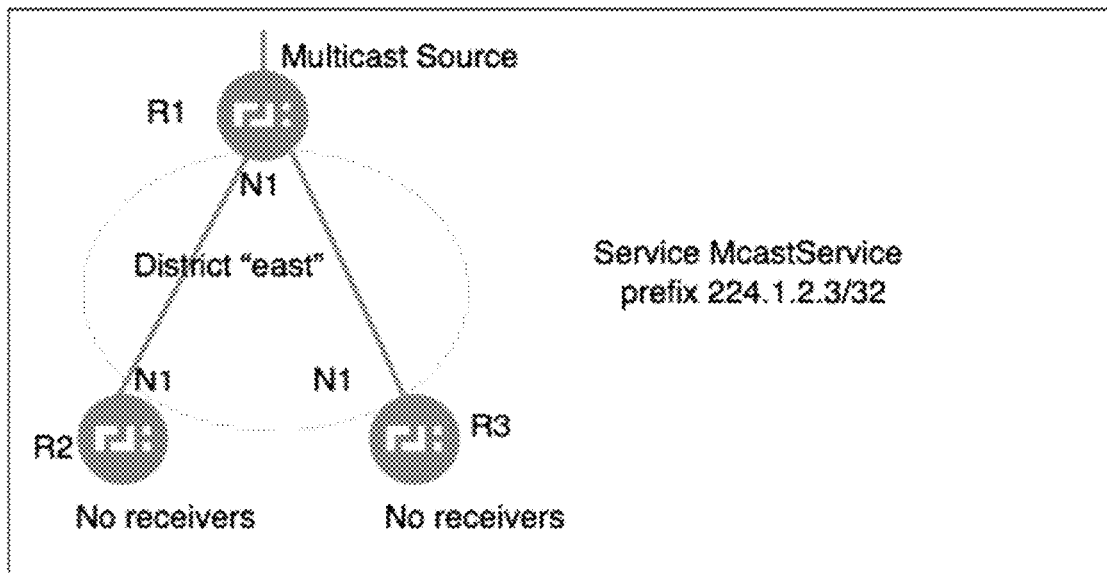 Multicast Source
R1
N1
District "east"
Service McastService
prefix 224.1.2.3/32
N1
N1
R2
R3
No receivers
No receivers